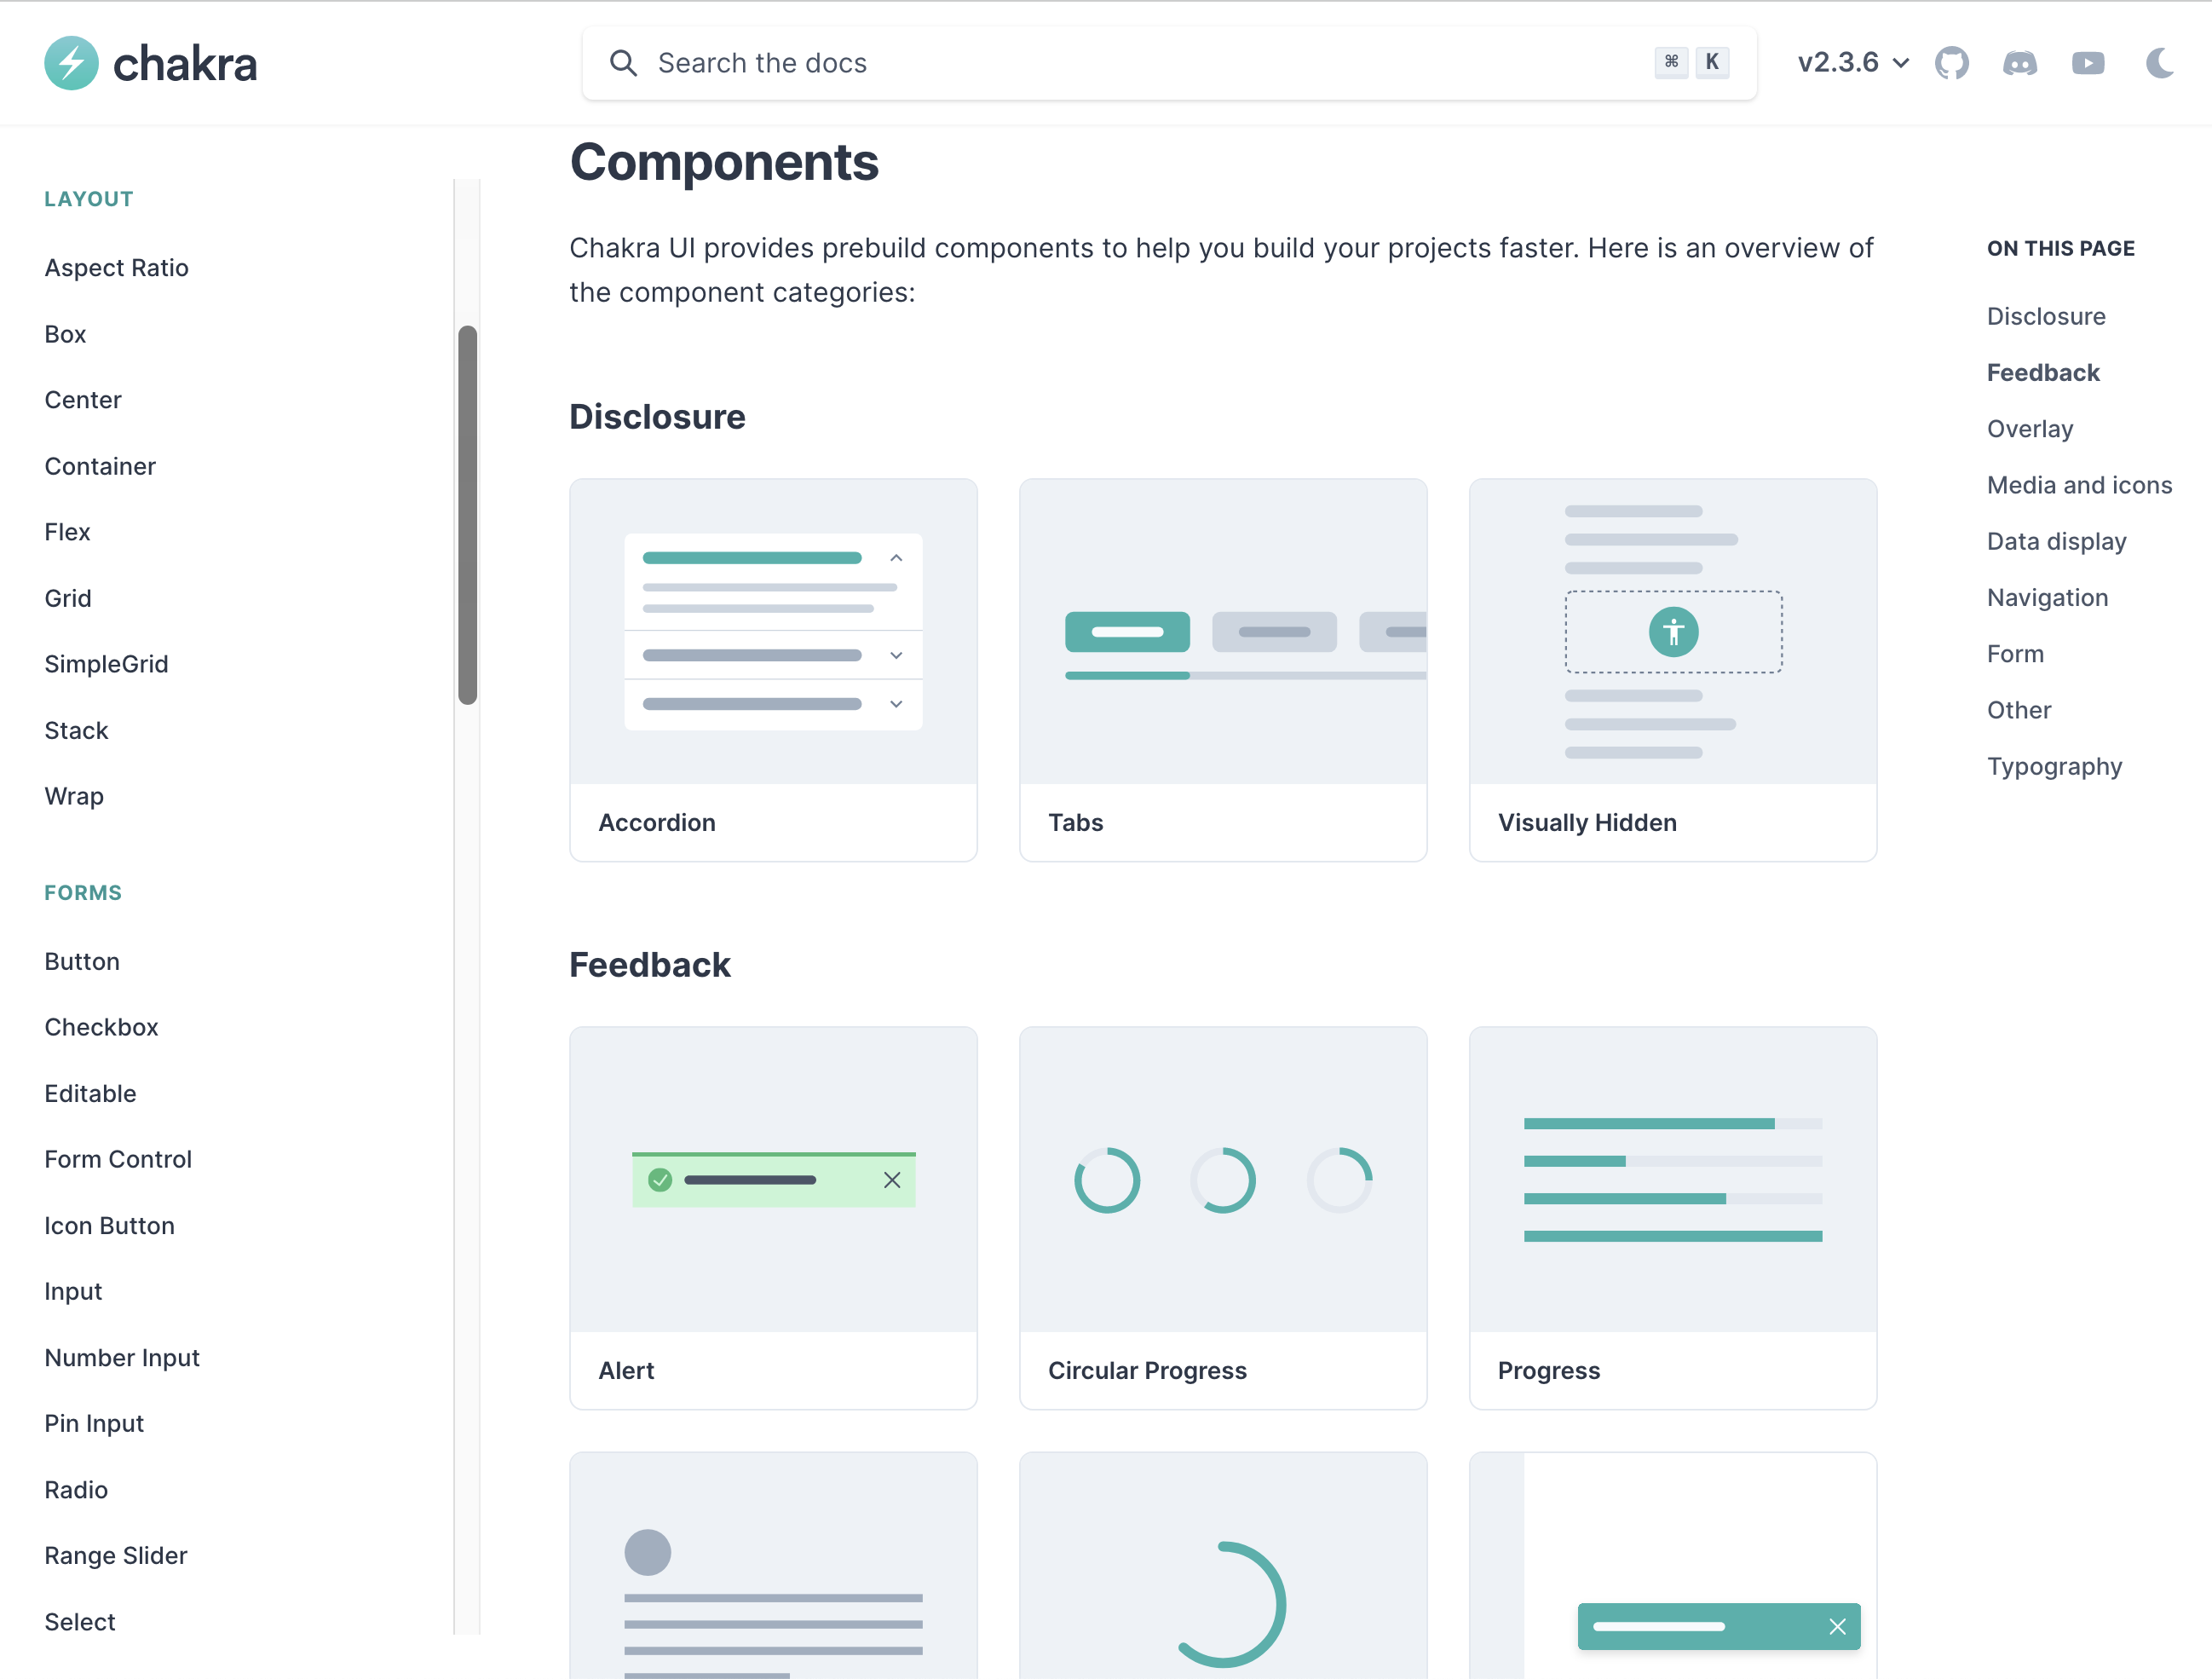 chakra
Search the docs
⌘ K
v2.3.6
LAYOUT
Aspect Ratio
Box
Center
Container
Flex
Grid
SimpleGrid
Stack
Wrap
FORMS
Button
Checkbox
Editable
Form Control
Icon Button
Input
Number Input
Pin Input
Radio
Range Slider
Select
Components
Chakra UI provides prebuild components to help you build your projects faster. Here is an overview of
the component categories:
Disclosure
Accordion
Tabs
Visually Hidden
Feedback
Alert
Circular Progress
Progress
ON THIS PAGE
Disclosure
Feedback
Overlay
Media and icons
Data display
Navigation
Form
Other
Typography